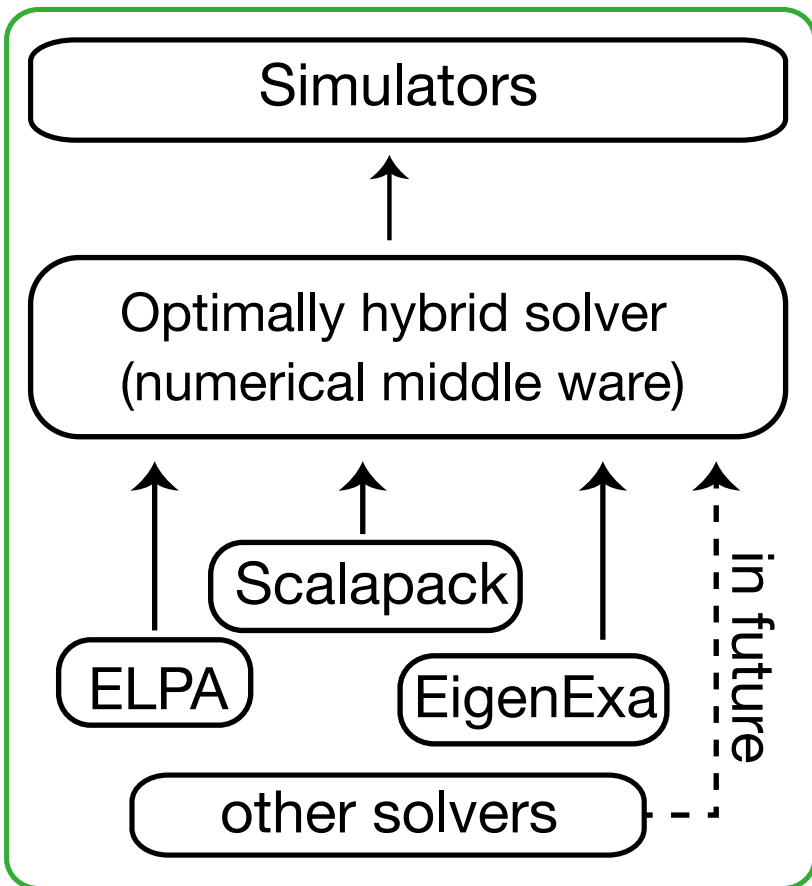 Simulators
Optimally hybrid solver
(numerical middle ware)
Scalapack
ELPA
EigenExa
in future
other solvers